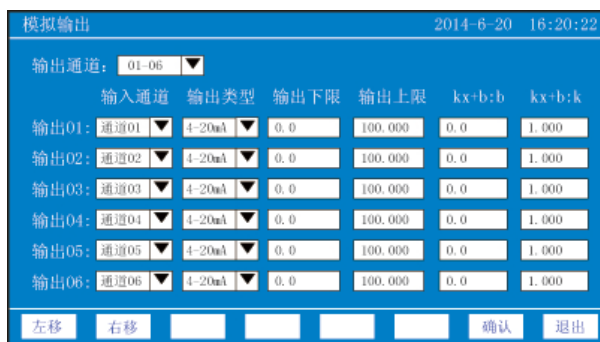 模拟输出 2014-6-20 16:20:22
输出通道: 01-06
输入通道 输出类型 输出下限 输出上限 kx+b:b kx+b:k
输出01: 通道01 4-20mA 0.0 100.000 0.0 1.000
输出02: 通道02 4-20mA 0.0 100.000 0.0 1.000
输出03: 通道03 4-20mA 0.0 100.000 0.0 1.000
输出04: 通道04 4-20mA 0.0 100.000 0.0 1.000
输出05: 通道05 4-20mA 0.0 100.000 0.0 1.000
输出06: 通道06 4-20mA 0.0 100.000 0.0 1.000
左移 右移 确认 退出